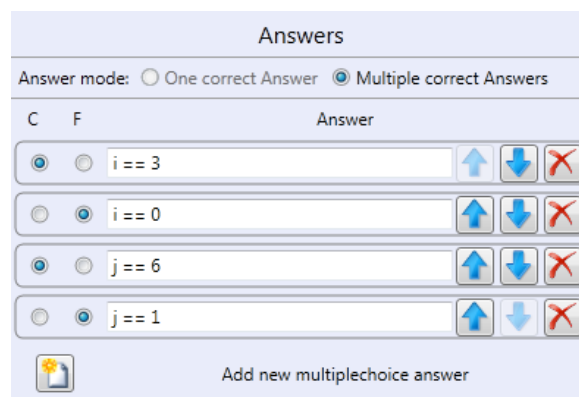 Answers
Answer mode: One correct Answer Multiple correct Answers
C F Answer
i == 3
i == 0
j == 6
j == 1
Add new multiplechoice answer